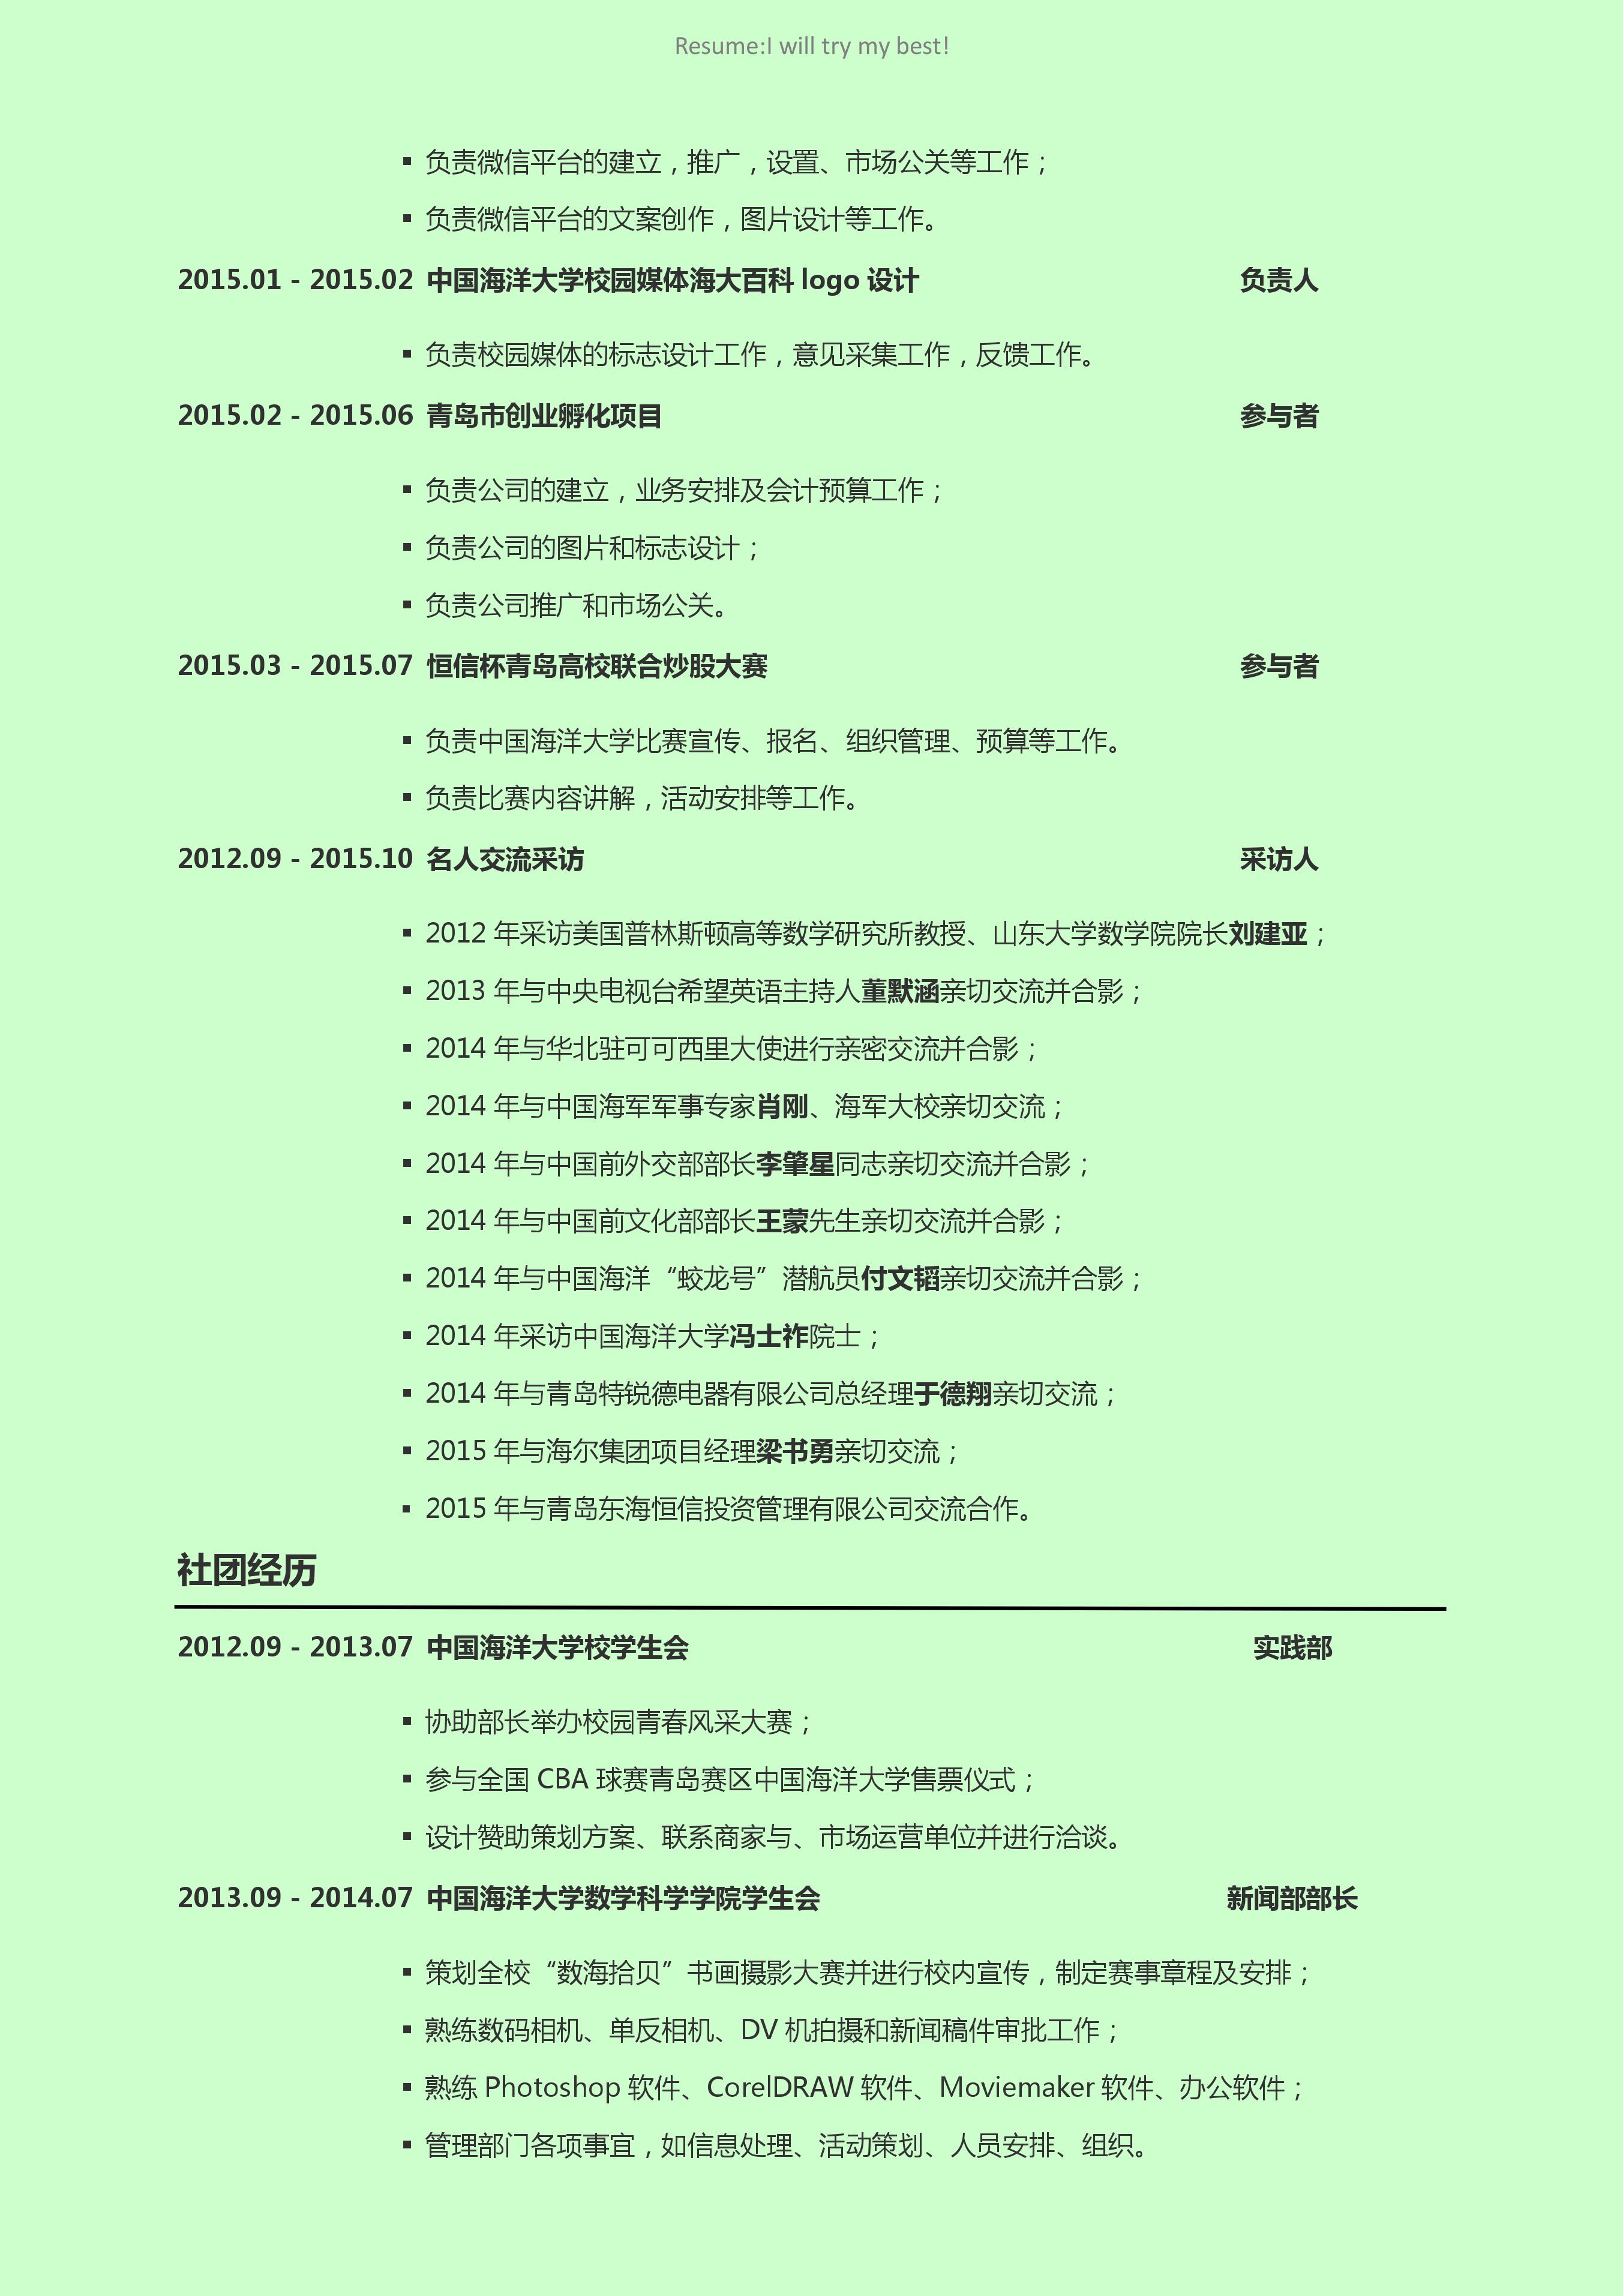 Resume:I will try my best!
▪ 负责微信平台的建立，推广，设置、市场公关等工作；
▪ 负责微信平台的文案创作，图片设计等工作。
2015.01 - 2015.02 中国海洋大学校园媒体海大百科 logo 设计 负责人
▪ 负责校园媒体的标志设计工作，意见采集工作，反馈工作。
2015.02 - 2015.06 青岛市创业孵化项目 参与者
▪ 负责公司的建立，业务安排及会计预算工作；
▪ 负责公司的图片和标志设计；
▪ 负责公司推广和市场公关。
2015.03 - 2015.07 恒信杯青岛高校联合炒股大赛 参与者
▪ 负责中国海洋大学比赛宣传、报名、组织管理、预算等工作。
▪ 负责比赛内容讲解，活动安排等工作。
2012.09 - 2015.10 名人交流采访 采访人
▪ 2012 年采访美国普林斯顿高等数学研究所教授、山东大学数学院院长刘建亚；
▪ 2013 年与中央电视台希望英语主持人董默涵亲切交流并合影；
▪ 2014 年与华北驻可可西里大使进行亲密交流并合影；
▪ 2014 年与中国海军军事专家肖刚、海军大校亲切交流；
▪ 2014 年与中国前外交部部长李肇星同志亲切交流并合影；
▪ 2014 年与中国前文化部部长王蒙先生亲切交流并合影；
▪ 2014 年与中国海洋“蛟龙号”潜航员付文韬亲切交流并合影；
▪ 2014 年采访中国海洋大学冯士祚院士；
▪ 2014 年与青岛特锐德电器有限公司总经理于德翔亲切交流；
▪ 2015 年与海尔集团项目经理梁书勇亲切交流；
▪ 2015 年与青岛东海恒信投资管理有限公司交流合作。
社团经历
2012.09 - 2013.07 中国海洋大学校学生会 实践部
▪ 协助部长举办校园青春风采大赛；
▪ 参与全国 CBA 球赛青岛赛区中国海洋大学售票仪式；
▪ 设计赞助策划方案、联系商家与、市场运营单位并进行洽谈。
2013.09 - 2014.07 中国海洋大学数学科学学院学生会 新闻部部长
▪ 策划全校“数海拾贝”书画摄影大赛并进行校内宣传，制定赛事章程及安排；
▪ 熟练数码相机、单反相机、DV 机拍摄和新闻稿件审批工作；
▪ 熟练 Photoshop 软件、CorelDRAW 软件、Moviemaker 软件、办公软件；
▪ 管理部门各项事宜，如信息处理、活动策划、人员安排、组织。